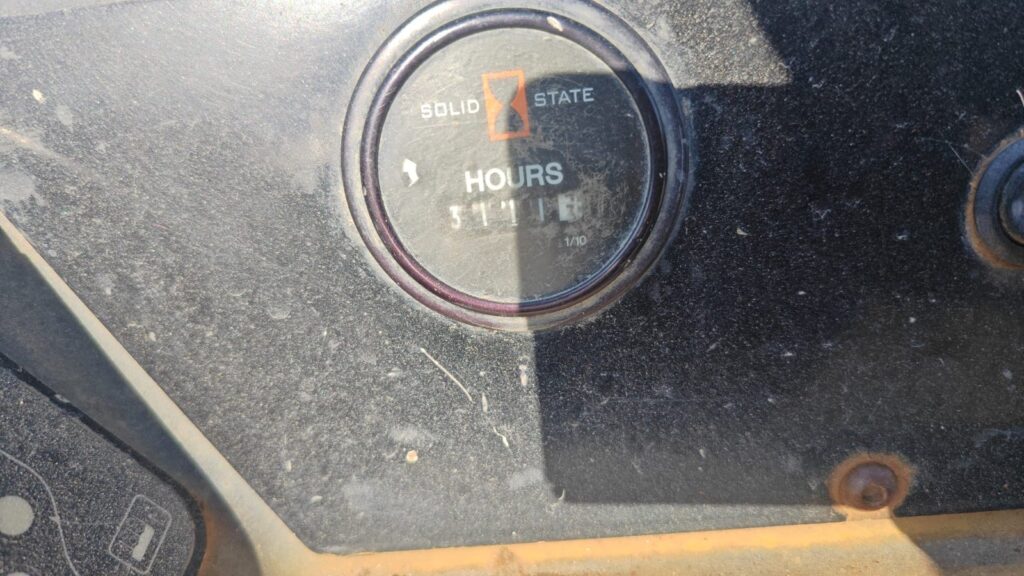 SOLID STATE
HOURS
1/10